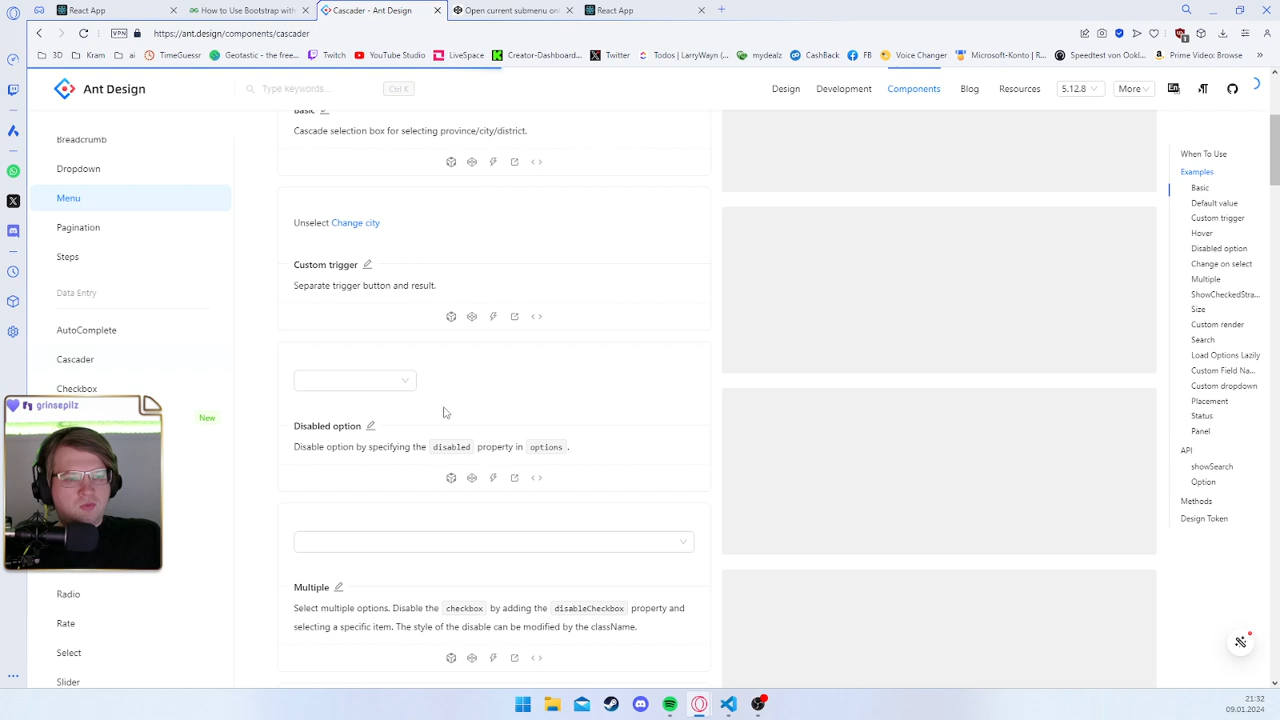 React App
How to Use Bootstrap with
Cascader - Ant Design
Open current submenu onl
React App
VPN
https://ant.design/components/cascader
3D
Kram
ai
TimeGuessr
Geotastic - the free...
Twitch
YouTube Studio
LiveSpace
Creator-Dashboard...
Twitter
Todos | LarryWayn (...
mydealz
CashBack
FB
Voice Changer
Microsoft-Konto | R...
Speedtest von Ookl...
Prime Video: Browse...
Ant Design
Type keywords...
Ctrl K
Design
Development
Components
Blog
Resources
5.12.8
More
Breadcrumb
Dropdown
Menu
Pagination
Steps
Data Entry
AutoComplete
Cascader
Checkbox
New
grinsepilz
Radio
Rate
Select
Slider
Basic
Cascade selection box for selecting province/city/district.
Unselect Change city
Custom trigger
Separate trigger button and result.
Disabled option
Disable option by specifying the disabled property in options .
Multiple
Select multiple options. Disable the checkbox by adding the disableCheckbox property and
selecting a specific item. The style of the disable can be modified by the className.
When To Use
Examples
Basic
Default value
Custom trigger
Hover
Disabled option
Change on select
Multiple
ShowCheckedStra...
Size
Custom render
Search
Load Options Lazily
Custom Field Na...
Custom dropdown
Placement
Status
Panel
API
showSearch
Option
Methods
Design Token
21:32
09.01.2024